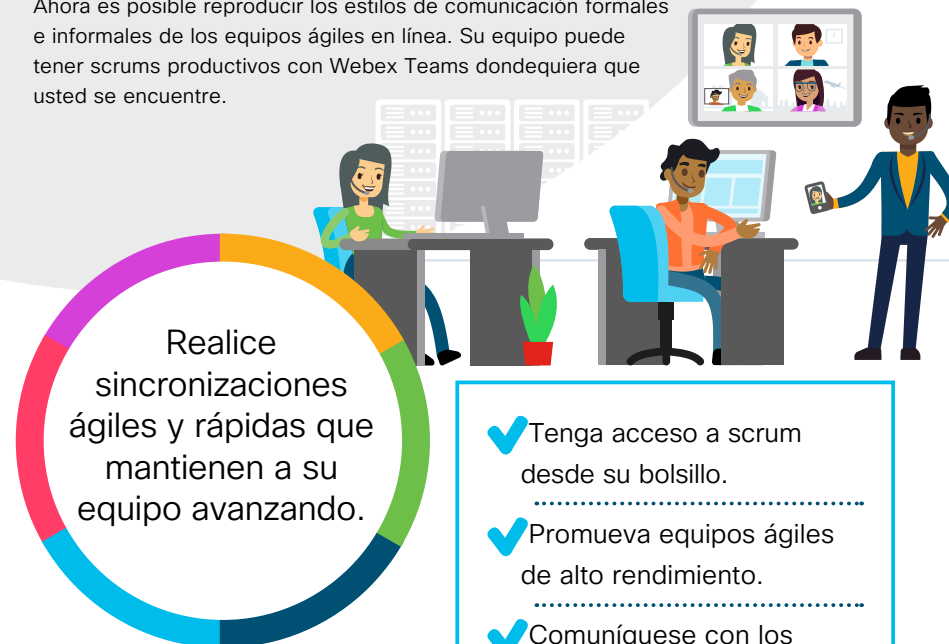 Ahora es posible reproducir los estilos de comunicación formales
e informales de los equipos ágiles en línea. Su equipo puede
tener scrums productivos con Webex Teams dondequiera que
usted se encuentre.
Realice
sincronizaciones
ágiles y rápidas que
mantienen a su
equipo avanzando.
Tenga acceso a scrum
desde su bolsillo.
Promueva equipos ágiles
de alto rendimiento.
Comuníquese con los